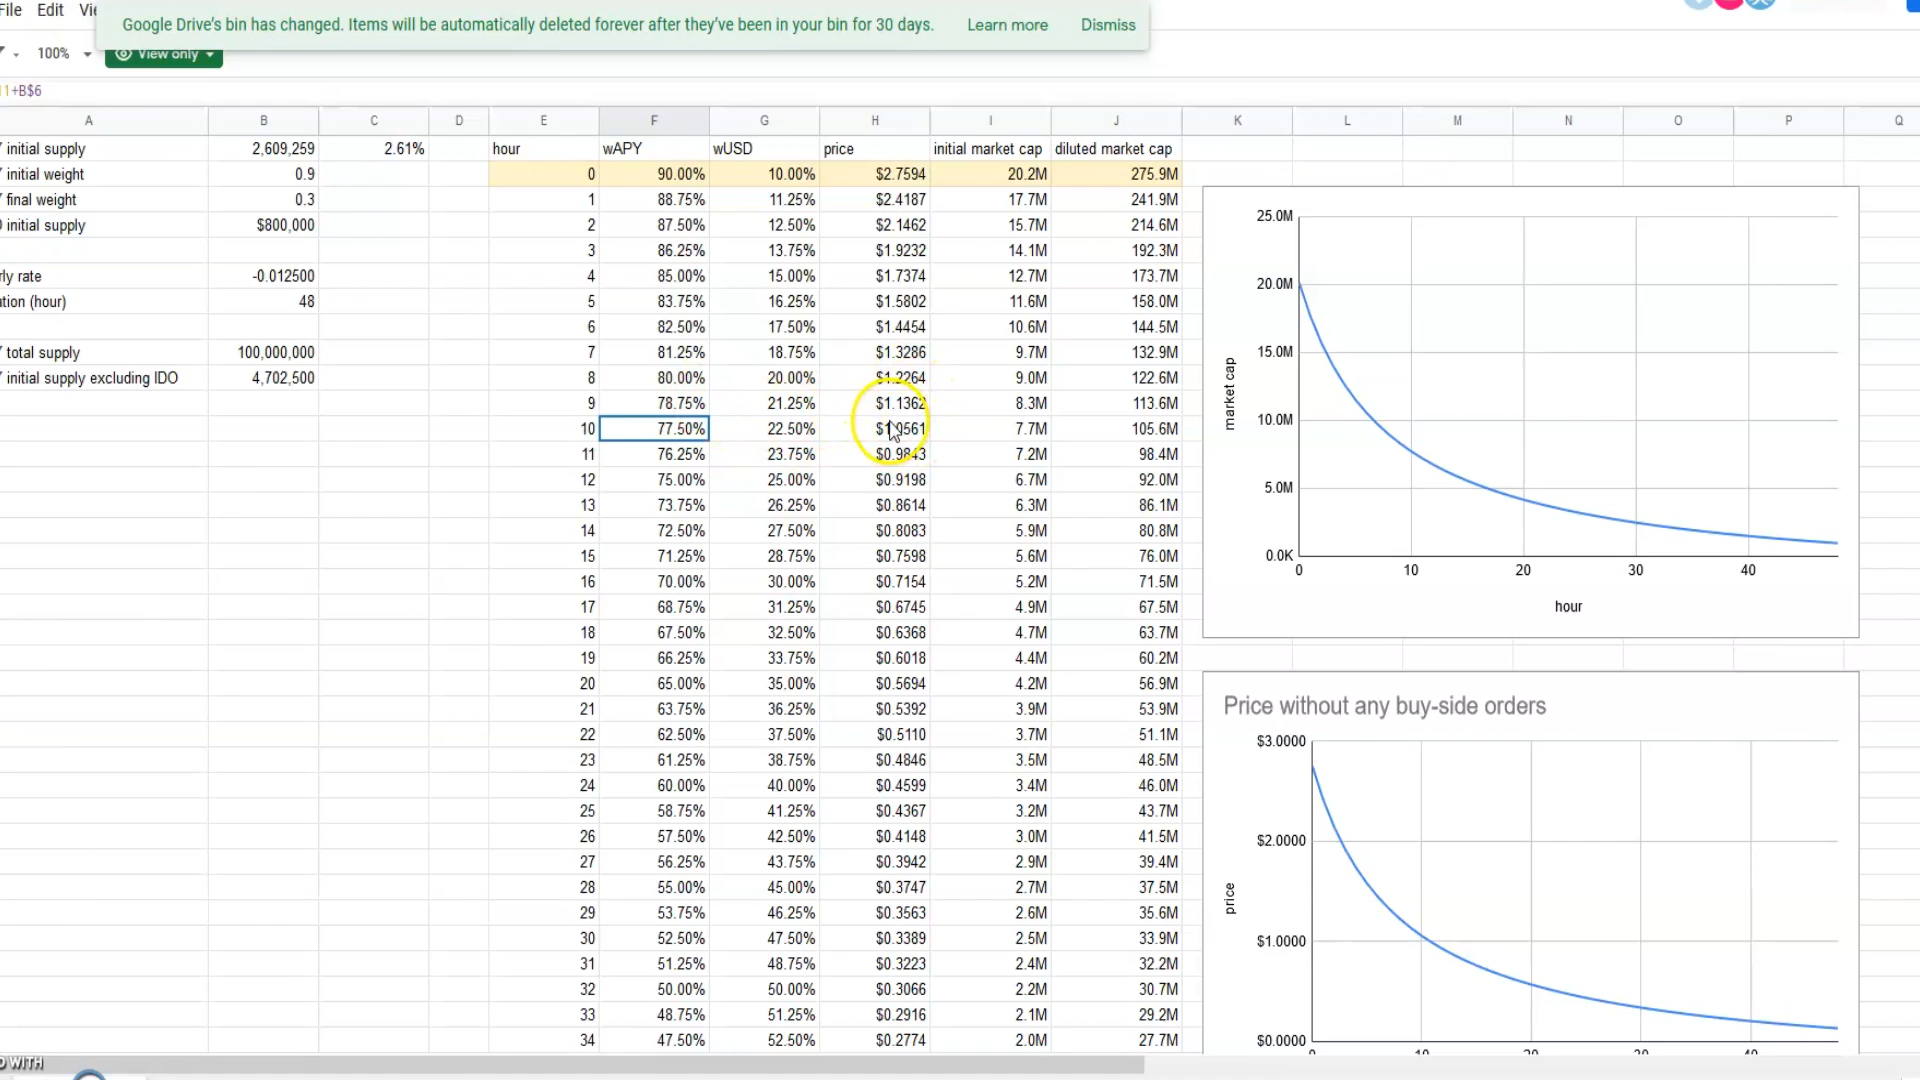 File Edit
Google Drive's bin has changed. Items will be automatically deleted forever after they've been in your bin for 30 days. Learn more Dismiss
100% View only
1+B$6
A B C D E F G H I J K L M N O P Q
initial supply 2,609,259 2.61% hour wAPY wUSD price initial market cap diluted market cap
initial weight 0.9 0 90.00% 10.00% $2.7594 20.2M 275.9M
final weight 0.3 1 88.75% 11.25% $2.4187 17.7M 241.9M
initial supply $800,000 2 87.50% 12.50% $2.1462 15.7M 214.6M
3 86.25% 13.75% $1.9232 14.1M 192.3M
rly rate -0.012500 4 85.00% 15.00% $1.7374 12.7M 173.7M
ation (hour) 48 5 83.75% 16.25% $1.5802 11.6M 158.0M
6 82.50% 17.50% $1.4454 10.6M 144.5M
total supply 100,000,000 7 81.25% 18.75% $1.3286 9.7M 132.9M
initial supply excluding IDO 4,702,500 8 80.00% 20.00% $1.2264 9.0M 122.6M
9 78.75% 21.25% $1.1362 8.3M 113.6M
10 77.50% 22.50% $1.0561 7.7M 105.6M
11 76.25% 23.75% $0.9843 7.2M 98.4M
12 75.00% 25.00% $0.9198 6.7M 92.0M
13 73.75% 26.25% $0.8614 6.3M 86.1M
14 72.50% 27.50% $0.8083 5.9M 80.8M
15 71.25% 28.75% $0.7598 5.6M 76.0M
16 70.00% 30.00% $0.7154 5.2M 71.5M
17 68.75% 31.25% $0.6745 4.9M 67.5M
18 67.50% 32.50% $0.6368 4.7M 63.7M
19 66.25% 33.75% $0.6018 4.4M 60.2M
20 65.00% 35.00% $0.5694 4.2M 56.9M
21 63.75% 36.25% $0.5392 3.9M 53.9M
22 62.50% 37.50% $0.5110 3.7M 51.1M
23 61.25% 38.75% $0.4846 3.5M 48.5M
24 60.00% 40.00% $0.4599 3.4M 46.0M
25 58.75% 41.25% $0.4367 3.2M 43.7M
26 57.50% 42.50% $0.4148 3.0M 41.5M
27 56.25% 43.75% $0.3942 2.9M 39.4M
28 55.00% 45.00% $0.3747 2.7M 37.5M
29 53.75% 46.25% $0.3563 2.6M 35.6M
30 52.50% 47.50% $0.3389 2.5M 33.9M
31 51.25% 48.75% $0.3223 2.4M 32.2M
32 50.00% 50.00% $0.3066 2.2M 30.7M
33 48.75% 51.25% $0.2916 2.1M 29.2M
34 47.50% 52.50% $0.2774 2.0M 27.7M
25.0M
20.0M
15.0M
10.0M
5.0M
0.0K
market cap
0 10 20 30 40
hour
Price without any buy-side orders
$3.0000
$2.0000
$1.0000
$0.0000
price
0 10 20 30 40
WITH